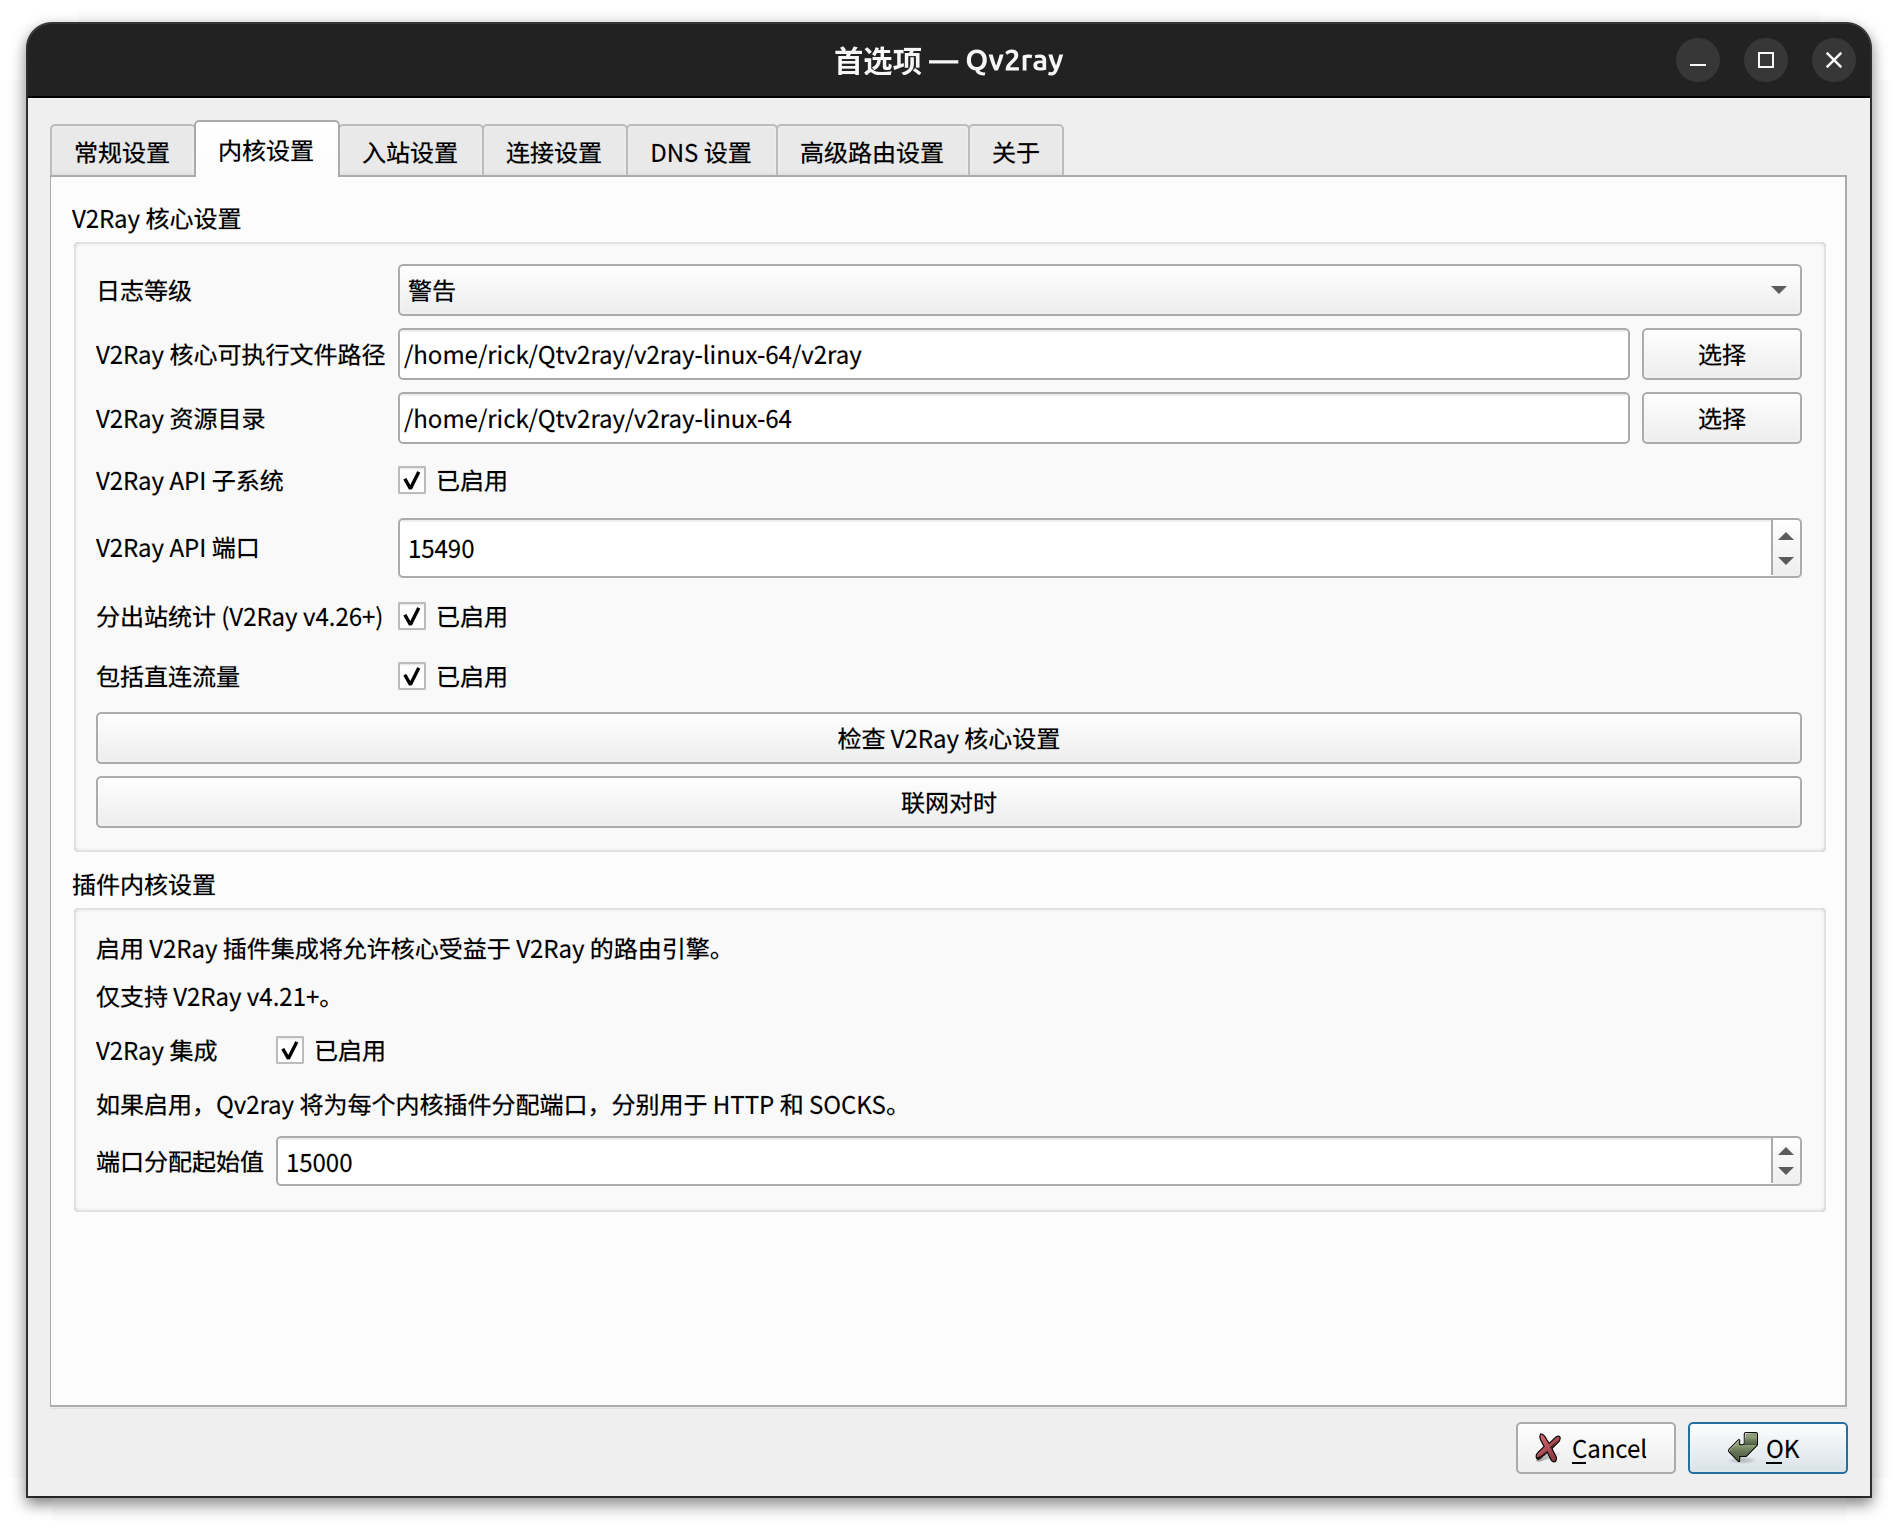 首选项 — Qv2ray
常规设置 内核设置 入站设置 连接设置 DNS 设置 高级路由设置 关于
V2Ray 核心设置
日志等级 警告
V2Ray 核心可执行文件路径 /home/rick/Qtv2ray/v2ray-linux-64/v2ray 选择
V2Ray 资源目录 /home/rick/Qtv2ray/v2ray-linux-64 选择
V2Ray API 子系统 已启用
V2Ray API 端口 15490
分出站统计 (V2Ray v4.26+) 已启用
包括直连流量 已启用
检查 V2Ray 核心设置
联网对时
插件内核设置
启用 V2Ray 插件集成将允许核心受益于 V2Ray 的路由引擎。
仅支持 V2Ray v4.21+。
V2Ray 集成 已启用
如果启用，Qv2ray 将为每个内核插件分配端口，分别用于 HTTP 和 SOCKS。
端口分配起始值 15000
Cancel OK